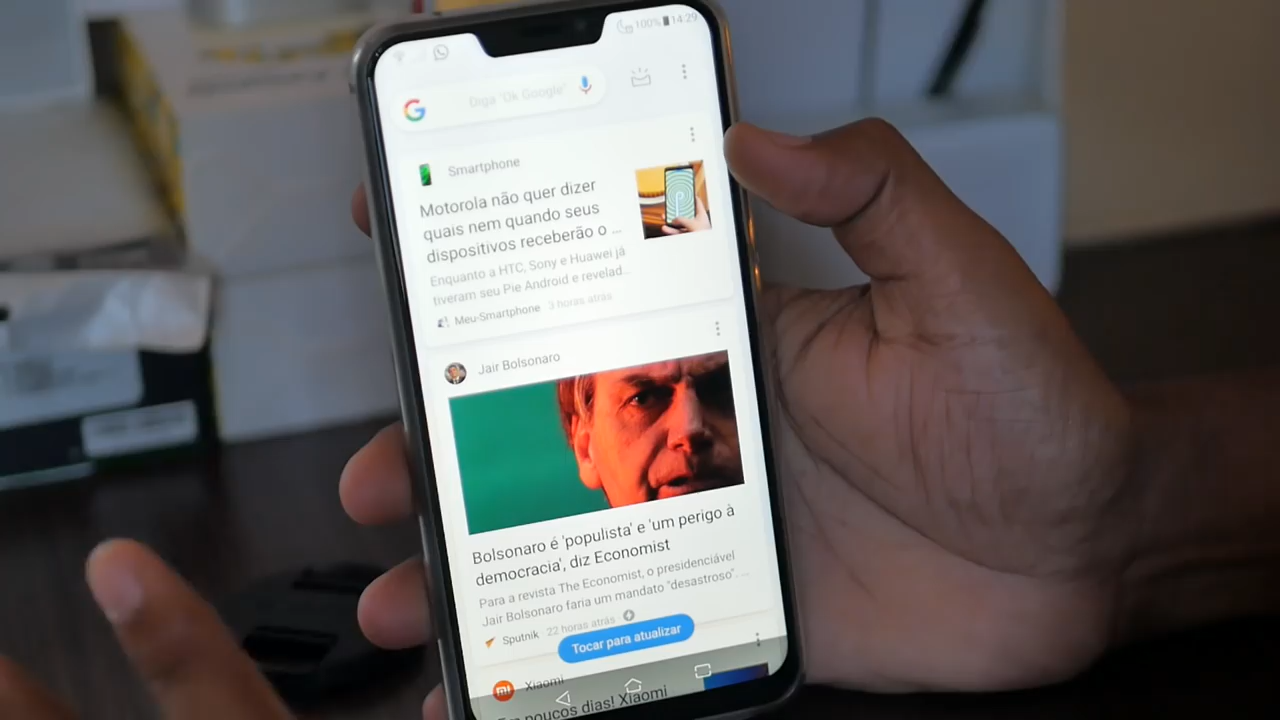 100% 14:29
Diga "Ok Google"
Smartphone
Motorola não quer dizer
quais nem quando seus
dispositivos receberão o ...
Enquanto a HTC, Sony e Huawei já
tiveram seu Pie Android e revelad...
Meu-Smartphone 3 horas atrás
Jair Bolsonaro
Bolsonaro é 'populista' e 'um perigo à
democracia', diz Economist
Para a revista The Economist, o presidenciável
Jair Bolsonaro faria um mandato "desastroso". ...
Sputnik 22 horas atrás
Tocar para atualizar
mi Xiaomi
poucos dias! Xiaomi